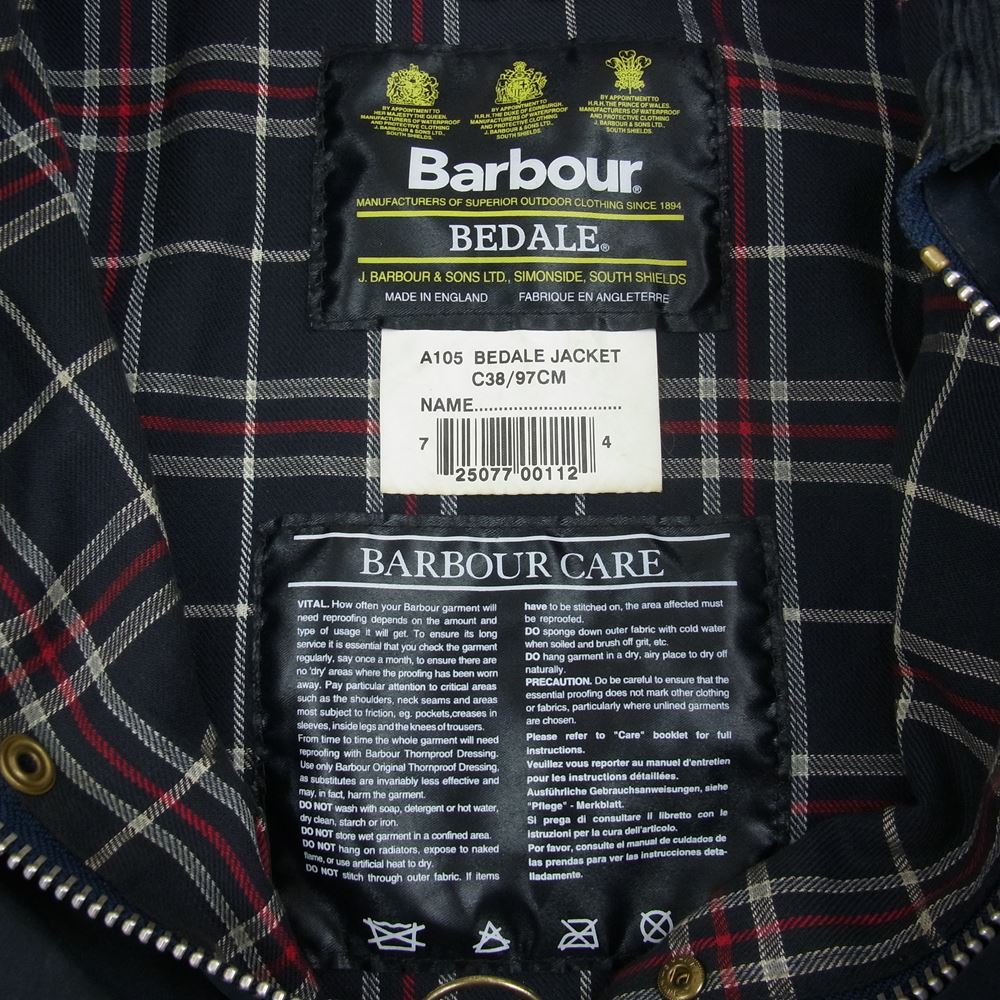 BY APPOINTMENT TO
HER MAJESTY THE QUEEN.
MANUFACTURERS OF WATERPROOF
AND PROTECTIVE CLOTHING
J. BARBOUR & SONS LTD.,
SOUTH SHIELDS.
BY APPOINTMENT TO
H.R.H. THE DUKE OF EDINBURGH.
MANUFACTURERS OF WATERPROOF
AND PROTECTIVE CLOTHING
J. BARBOUR & SONS LTD.,
SOUTH SHIELDS.
BY APPOINTMENT TO
H.R.H. THE PRINCE OF WALES.
MANUFACTURERS OF WATERPROOF
AND PROTECTIVE CLOTHING
J. BARBOUR & SONS LTD.,
SOUTH SHIELDS.
Barbour®
MANUFACTURERS OF SUPERIOR OUTDOOR CLOTHING SINCE 1894
BEDALE®
J. BARBOUR & SONS LTD., SIMONSIDE, SOUTH SHIELDS
MADE IN ENGLAND FABRIQUE EN ANGLETERRE
A105 BEDALE JACKET
C38/97CM
NAME..............................
7 25077 00112 4
BARBOUR CARE
VITAL. How often your Barbour garment will
need reproofing depends on the amount and
type of usage it will get. To ensure its long
service it is essential that you check the garment
regularly, say once a month, to ensure there are
no 'dry' areas where the proofing has been worn
away. Pay particular attention to critical areas
such as the shoulders, neck seams and areas
most subject to friction, eg. pockets,creases in
sleeves, inside legs and the knees of trousers.
From time to time the whole garment will need
reproofing with Barbour Thornproof Dressing.
Use only Barbour Original Thornproof Dressing,
as substitutes are invariably less effective and
may, in fact, harm the garment.
DO NOT wash with soap, detergent or hot water,
dry clean, starch or iron.
DO NOT store wet garment in a confined area.
DO NOT hang on radiators, expose to naked
flame, or use artificial heat to dry.
DO NOT stitch through outer fabric. If items
have to be stitched on, the area affected must
be reproofed.
DO sponge down outer fabric with cold water
when soiled and brush off grit, etc.
DO hang garment in a dry, airy place to dry off
naturally.
PRECAUTION. Do be careful to ensure that the
essential proofing does not mark other clothing
or fabrics, particularly where unlined garments
are chosen.
Please refer to "Care" booklet for full
instructions.
Veuillez vous reporter au manuel d'entretien
pour les instructions détaillées.
Ausführliche Gebrauchsanweisungen, siehe
"Pflege" - Merkblatt.
Si prega di consultare il libretto con le
istruzioni per la cura dell'articolo.
Por favor, consulte el manual de cuidados de
las prendas para ver las instrucciones deta-
lladamente.